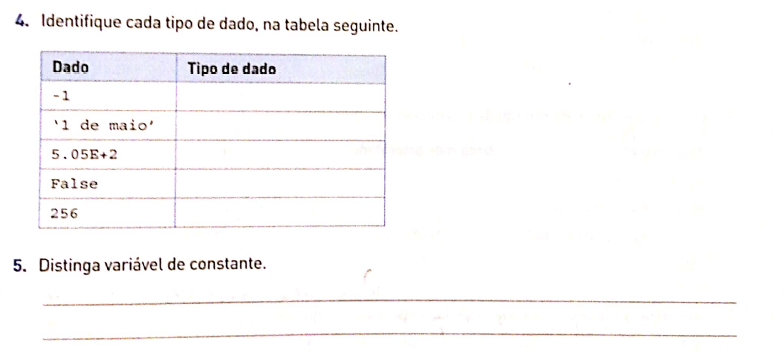 4. Identifique cada tipo de dado, na tabela seguinte.
Dado Tipo de dado
-1
'1 de maio'
5.05E+2
False
256
5. Distinga variável de constante.